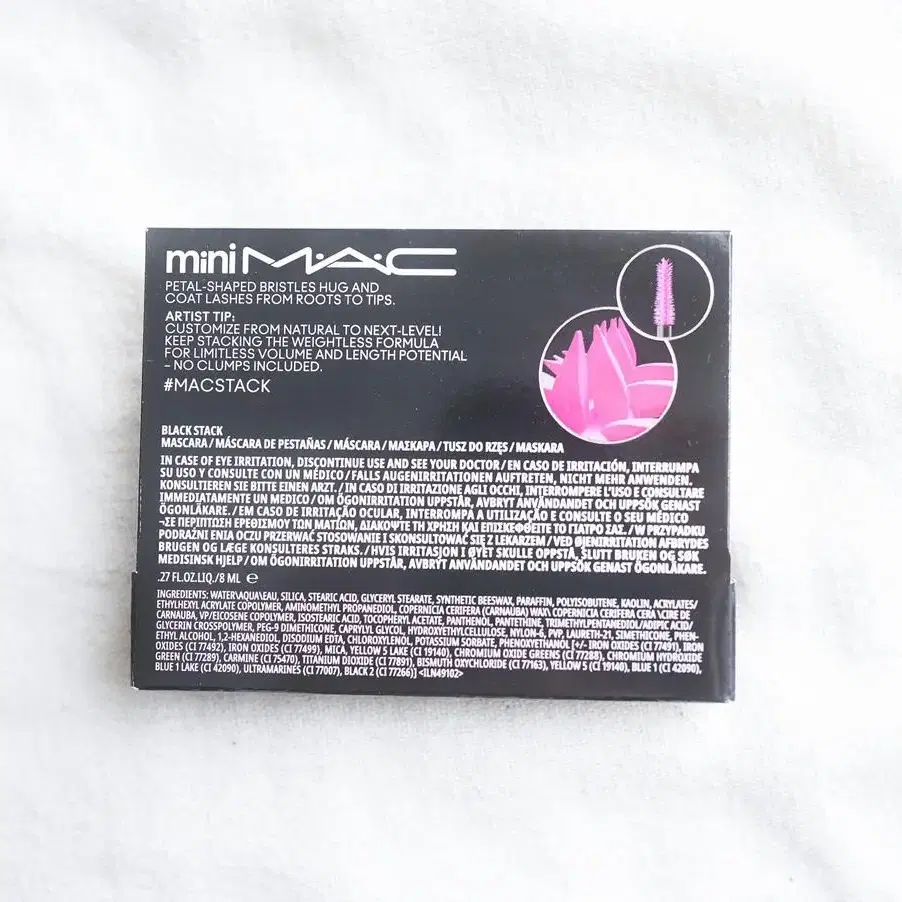 mini M·A·C
PETAL-SHAPED BRISTLES HUG AND
COAT LASHES FROM ROOTS TO TIPS.
ARTIST TIP:
CUSTOMIZE FROM NATURAL TO NEXT-LEVEL!
KEEP STACKING THE WEIGHTLESS FORMULA
FOR LIMITLESS VOLUME AND LENGTH POTENTIAL
– NO CLUMPS INCLUDED.
#MACSTACK
BLACK STACK
MASCARA / MÁSCARA DE PESTAÑAS / MÁSCARA / ΜΑΣΚΑΡΑ / TUSZ DO RZĘS / MASKARA
IN CASE OF EYE IRRITATION, DISCONTINUE USE AND SEE YOUR DOCTOR / EN CASO DE IRRITACIÓN, INTERRUMPA
SU USO Y CONSULTE CON UN MÉDICO / FALLS AUGENIRRITATIONEN AUFTRETEN, NICHT MEHR ANWENDEN.
KONSULTIEREN SIE BITTE EINEN ARZT. / IN CASO DI IRRITAZIONE AGLI OCCHI, INTERROMPERE L'USO E CONSULTARE
IMMEDIATAMENTE UN MEDICO / OM ÖGONIRRITATION UPPSTÅR, AVBRYT ANVÄNDANDET OCH UPPSÖK GENAST
ÖGONLÄKARE. / EM CASO DE IRRITAÇÃO OCULAR, INTERROMPA A UTILIZAÇÃO E CONSULTE O SEU MÉDICO
¬ΣΕ ΠΕΡΙΠΤΩΣΗ ΕΡΕΘΙΣΜΟΥ ΤΩΝ ΜΑΤΙΩΝ, ΔΙΑΚΟΨΤΕ ΤΗ ΧΡΗΣΗ ΚΑΙ ΕΠΙΣΚΕΦΘΕΙΤΕ ΤΟ ΓΙΑΤΡΟ ΣΑΣ. / W PRZYPADKU
PODRAŻNI ENIA OCZU PRZERWAĆ STOSOWANIE I SKONSULTOWAĆ SIĘ Z LEKARZEM / VED ØJENIRRITATION AFBRYDES
BRUGEN OG LÆGE KONSULTERES STRAKS. / HVIS IRRITASJON I ØYET SKULLE OPPSTÅ, SLUTT BRUKEN OG SØK
MEDISINSK HJELP / OM ÖGONIRRITATION UPPSTÅR, AVBRYT ANVÄNDANDET OCH UPPSÖK GENAST ÖGONLÄKARE.
.27 FL.OZ.LIQ./8 ML ℮
INGREDIENTS: WATER\AQUA\EAU, SILICA, STEARIC ACID, GLYCERYL STEARATE, SYNTHETIC BEESWAX, PARAFFIN, POLYISOBUTENE, KAOLIN, ACRYLATES/
ETHYLHEXYL ACRYLATE COPOLYMER, AMINOMETHYL PROPANEDIOL, COPERNICIA CERIFERA (CARNAUBA) WAX\COPERNICIA CERIFERA CERA\CIRE DE
CARNAUBA, VP/EICOSENE COPOLYMER, ISOSTEARIC ACID, TOCOPHERYL ACETATE, PANTHENOL, PANTETHINE, TRIMETHYLPENTANEDIOL/ADIPIC ACID/
GLYCERIN CROSSPOLYMER, PEG-9 DIMETHICONE, CAPRYLYL GLYCOL, HYDROXYETHYLCELLULOSE, NYLON-6, PVP, LAURETH-21, SIMETHICONE, PHEN-
ETHYL ALCOHOL, 1,2-HEXANEDIOL, DISODIUM EDTA, CHLOROXYLENOL, POTASSIUM SORBATE, PHENOXYETHANOL [+/- IRON OXIDES (CI 77491), IRON
OXIDES (CI 77492), IRON OXIDES (CI 77499), MICA, YELLOW 5 LAKE (CI 19140), CHROMIUM OXIDE GREENS (CI 77288), CHROMIUM HYDROXIDE
GREEN (CI 77289), CARMINE (CI 75470), TITANIUM DIOXIDE (CI 77891), BISMUTH OXYCHLORIDE (CI 77163), YELLOW 5 (CI 19140), BLUE 1 (CI 42090),
BLUE 1 LAKE (CI 42090), ULTRAMARINES (CI 77007), BLACK 2 (CI 77266)] <ILN49102>